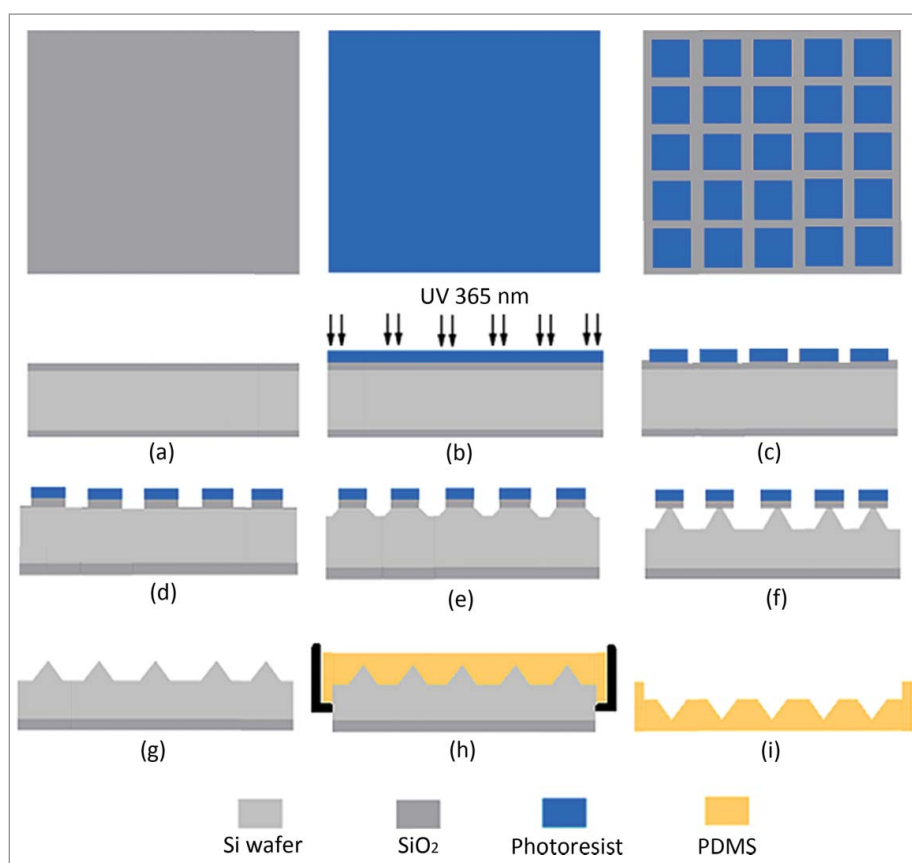 UV 365 nm
(a)
(b)
(c)
(d)
(e)
(f)
(g)
(h)
(i)
Si wafer
SiO₂
Photoresist
PDMS